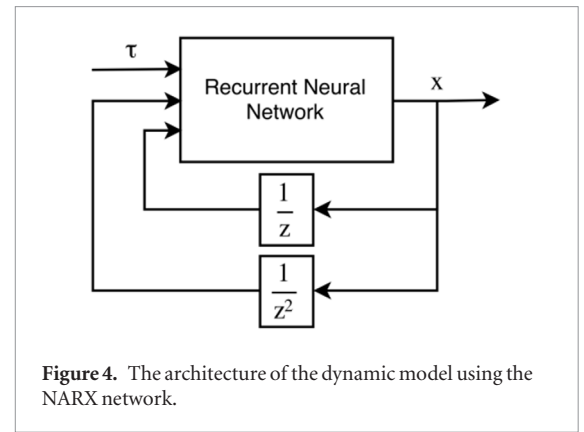 τ
Recurrent Neural
Network
x
1
z
1
z²
Figure 4. The architecture of the dynamic model using the
NARX network.